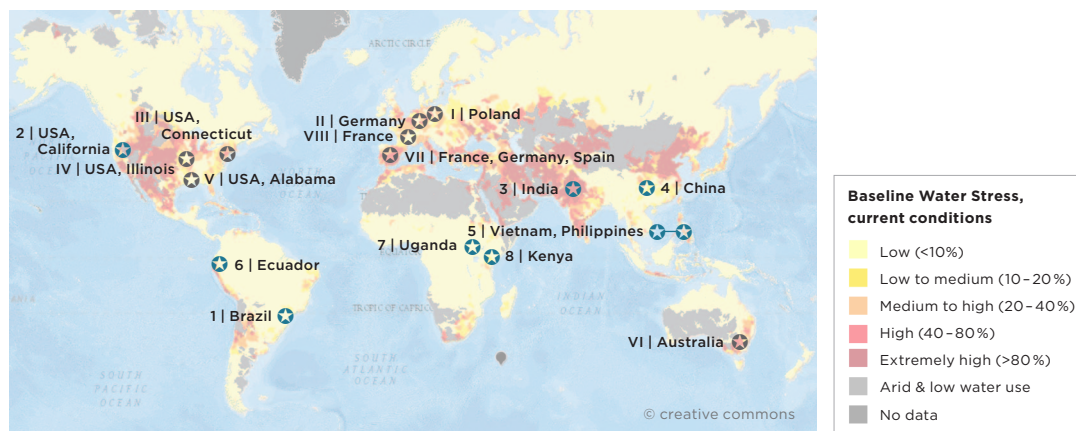 ARCTIC CIRCLE
III | USA,
Connecticut
2 | USA,
California
IV | USA, Illinois
V | USA, Alabama
II | Germany
I | Poland
VIII | France
VII | France, Germany, Spain
3 | India
4 | China
5 | Vietnam, Philippines
7 | Uganda
8 | Kenya
6 | Ecuador
1 | Brazil
TROPIC OF CAPRIC
INDIAN
OCEAN
VI | Australia
SOUTH
ATLANTIC
OCEAN
SOUTH
PACIFIC
OCEAN
© creative commons
Baseline Water Stress,
current conditions
Low (<10%)
Low to medium (10–20%)
Medium to high (20–40%)
High (40–80%)
Extremely high (>80%)
Arid & low water use
No data